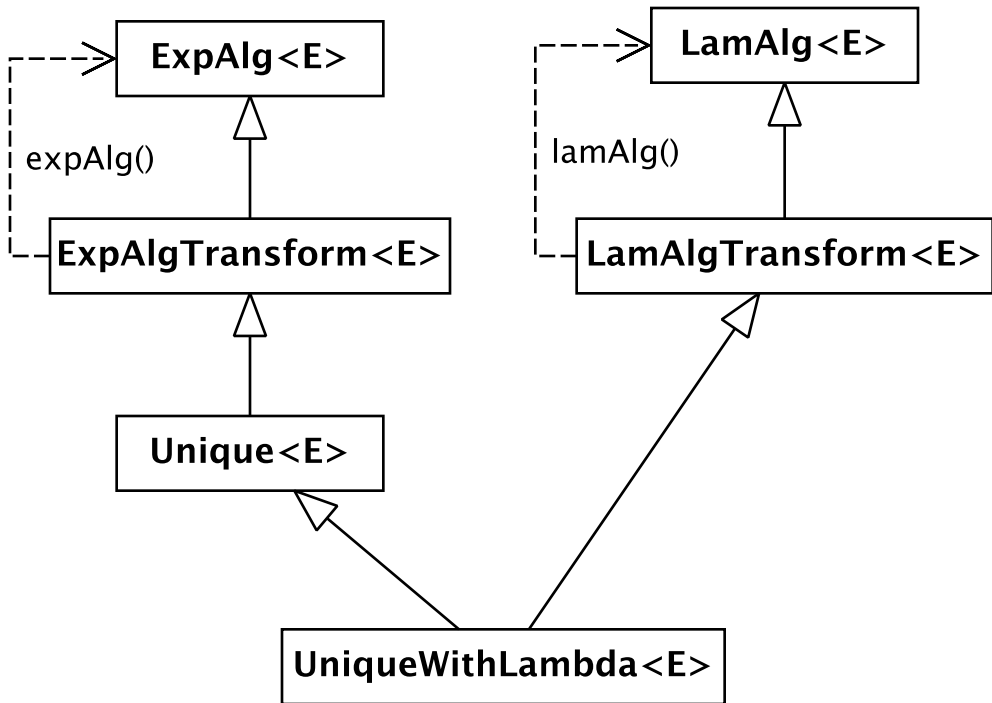 ExpAlg<E>
LamAlg<E>
expAlg()
lamAlg()
ExpAlgTransform<E>
LamAlgTransform<E>
Unique<E>
UniqueWithLambda<E>